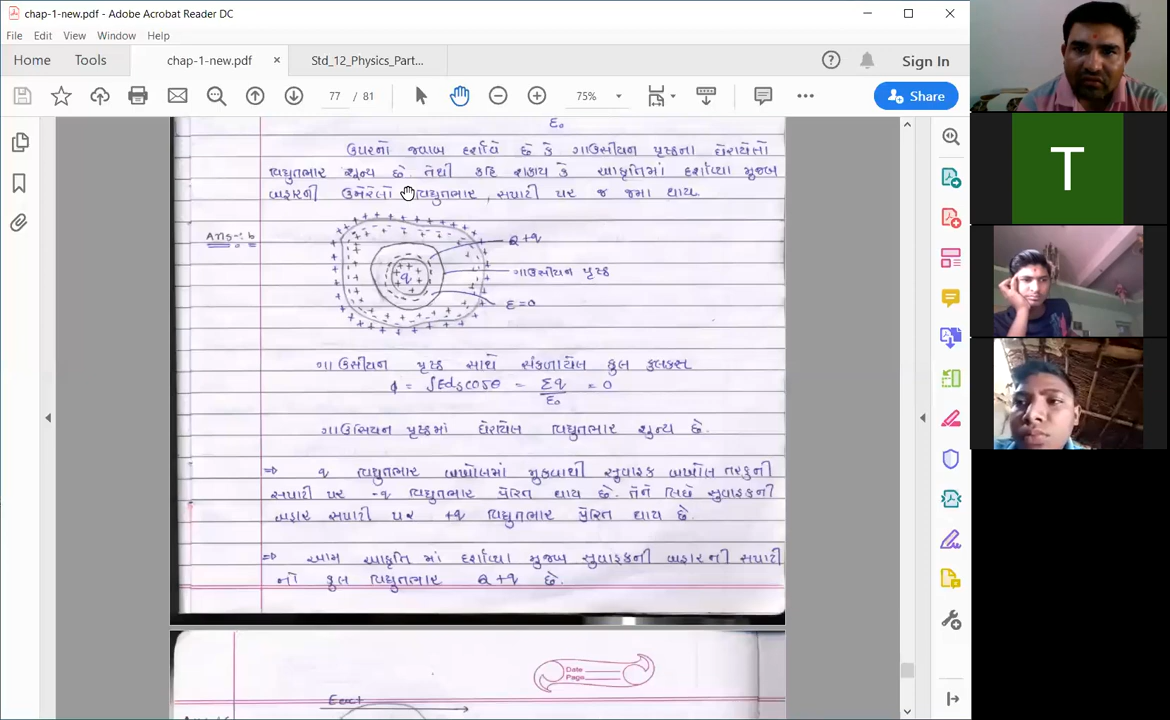 chap-1-new.pdf - Adobe Acrobat Reader DC
File Edit View Window Help
Home Tools chap-1-new.pdf × Std_12_Physics_Part... Sign In
77 / 81 75% Share
ε₀
ઉપરનો જવાબ દર્શાવે છે કે ગાઉસીયન પૃષ્ઠના ઘેરાયેલો
વિદ્યુતભાર શૂન્ય છે. તેથી કહિ શકાય કે આકૃતિમાં દર્શાવ્યા મુજબ
બહારની ઉમેરેલો વિદ્યુતભાર, સપાટી પર જ જમા થાય.
Ans-: b
Q+q
q
ગાઉસીયન પૃષ્ઠ
E=0
ગાઉસીયન પૃષ્ઠ સાથે સંકળાયેલ કુલ ફ્લક્સ
ϕ = ∫Edscosθ = Σq/ε₀ = 0
ગાઉસિયન પૃષ્ઠમાં ઘેરાયેલ વિદ્યુતભાર શૂન્ય છે.
⇒ q વિદ્યુતભાર બખોલમાં મુકવાથી સુવાહક બખોલ તરફની
સપાટી પર -q વિદ્યુતભાર પ્રેરિત થાય છે. તેને લિધે સુવાહકની
બહાર સપાટી પર +q વિદ્યુતભાર પ્રેરિત થાય છે.
⇒ આમ આકૃતિ માં દર્શાવ્યા મુજબ સુવાહકની બહાર ની સપાટી
નો કુલ વિદ્યુતભાર Q+q છે.
Date
Page
T